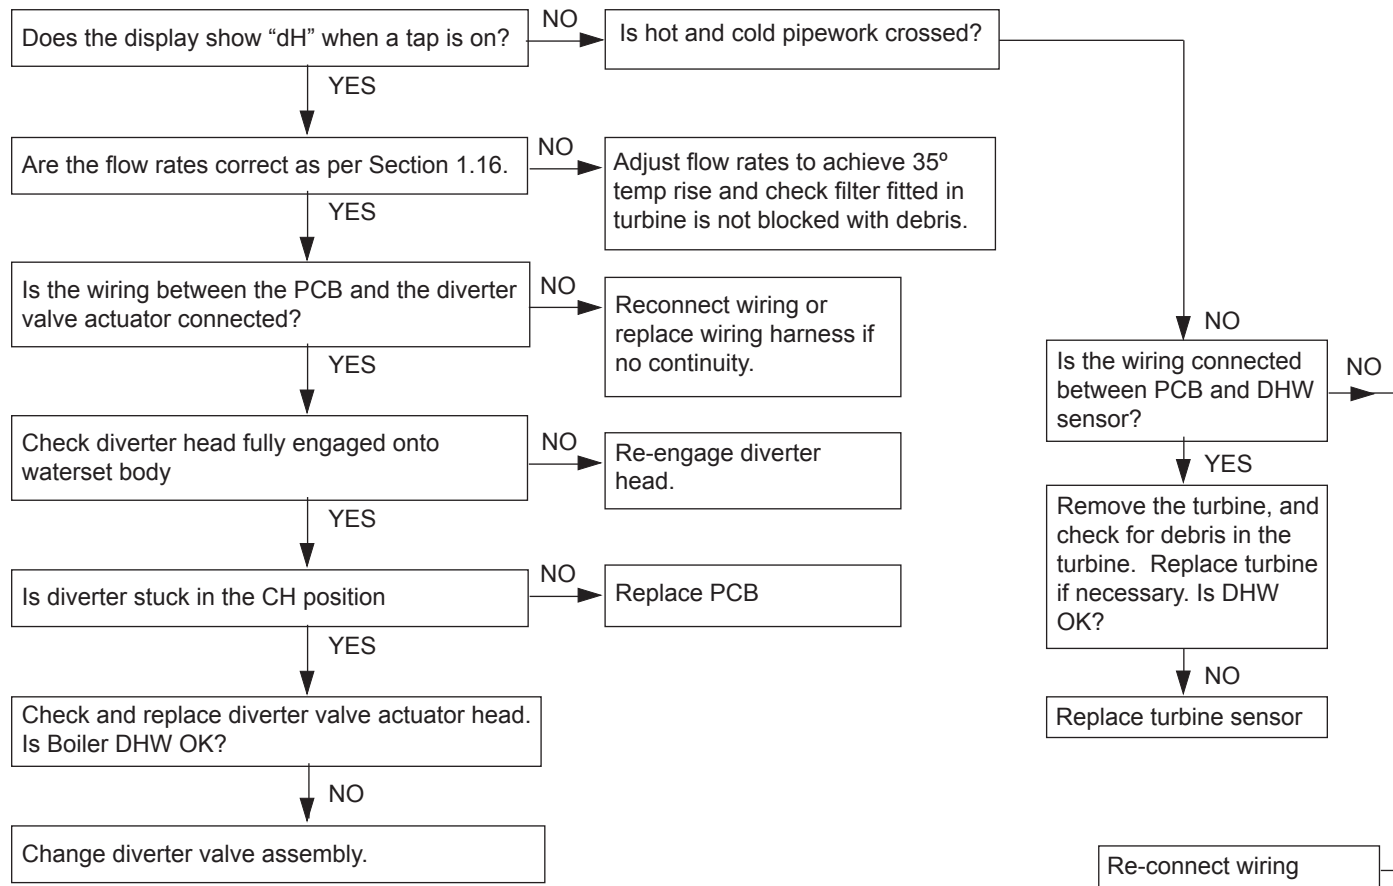 Does the display show “dH” when a tap is on?
NO
Is hot and cold pipework crossed?
YES
Are the flow rates correct as per Section 1.16.
NO
Adjust flow rates to achieve 35º
temp rise and check filter fitted in
turbine is not blocked with debris.
YES
Is the wiring between the PCB and the diverter
valve actuator connected?
NO
Reconnect wiring or
replace wiring harness if
no continuity.
YES
Check diverter head fully engaged onto
waterset body
NO
Re-engage diverter
head.
YES
Is diverter stuck in the CH position
NO
Replace PCB
YES
Check and replace diverter valve actuator head.
Is Boiler DHW OK?
NO
Change diverter valve assembly.
NO
Is the wiring connected
between PCB and DHW
sensor?
NO
YES
Remove the turbine, and
check for debris in the
turbine.  Replace turbine
if necessary. Is DHW
OK?
NO
Replace turbine sensor
Re-connect wiring